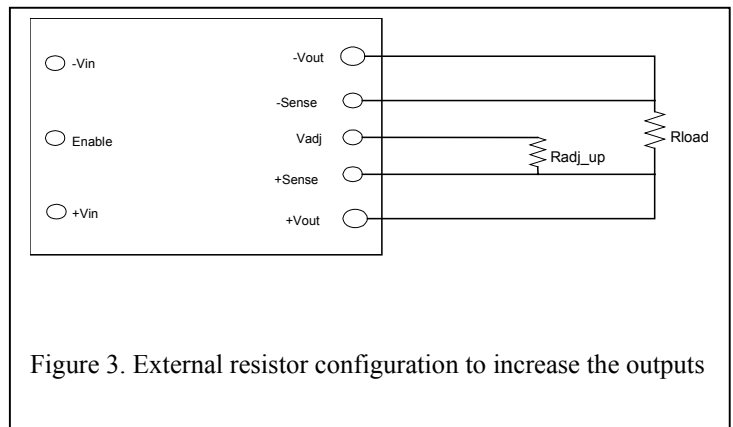 -Vin
-Vout
-Sense
Enable
Vadj
Radj_up
Rload
+Sense
+Vin
+Vout
Figure 3. External resistor configuration to increase the outputs